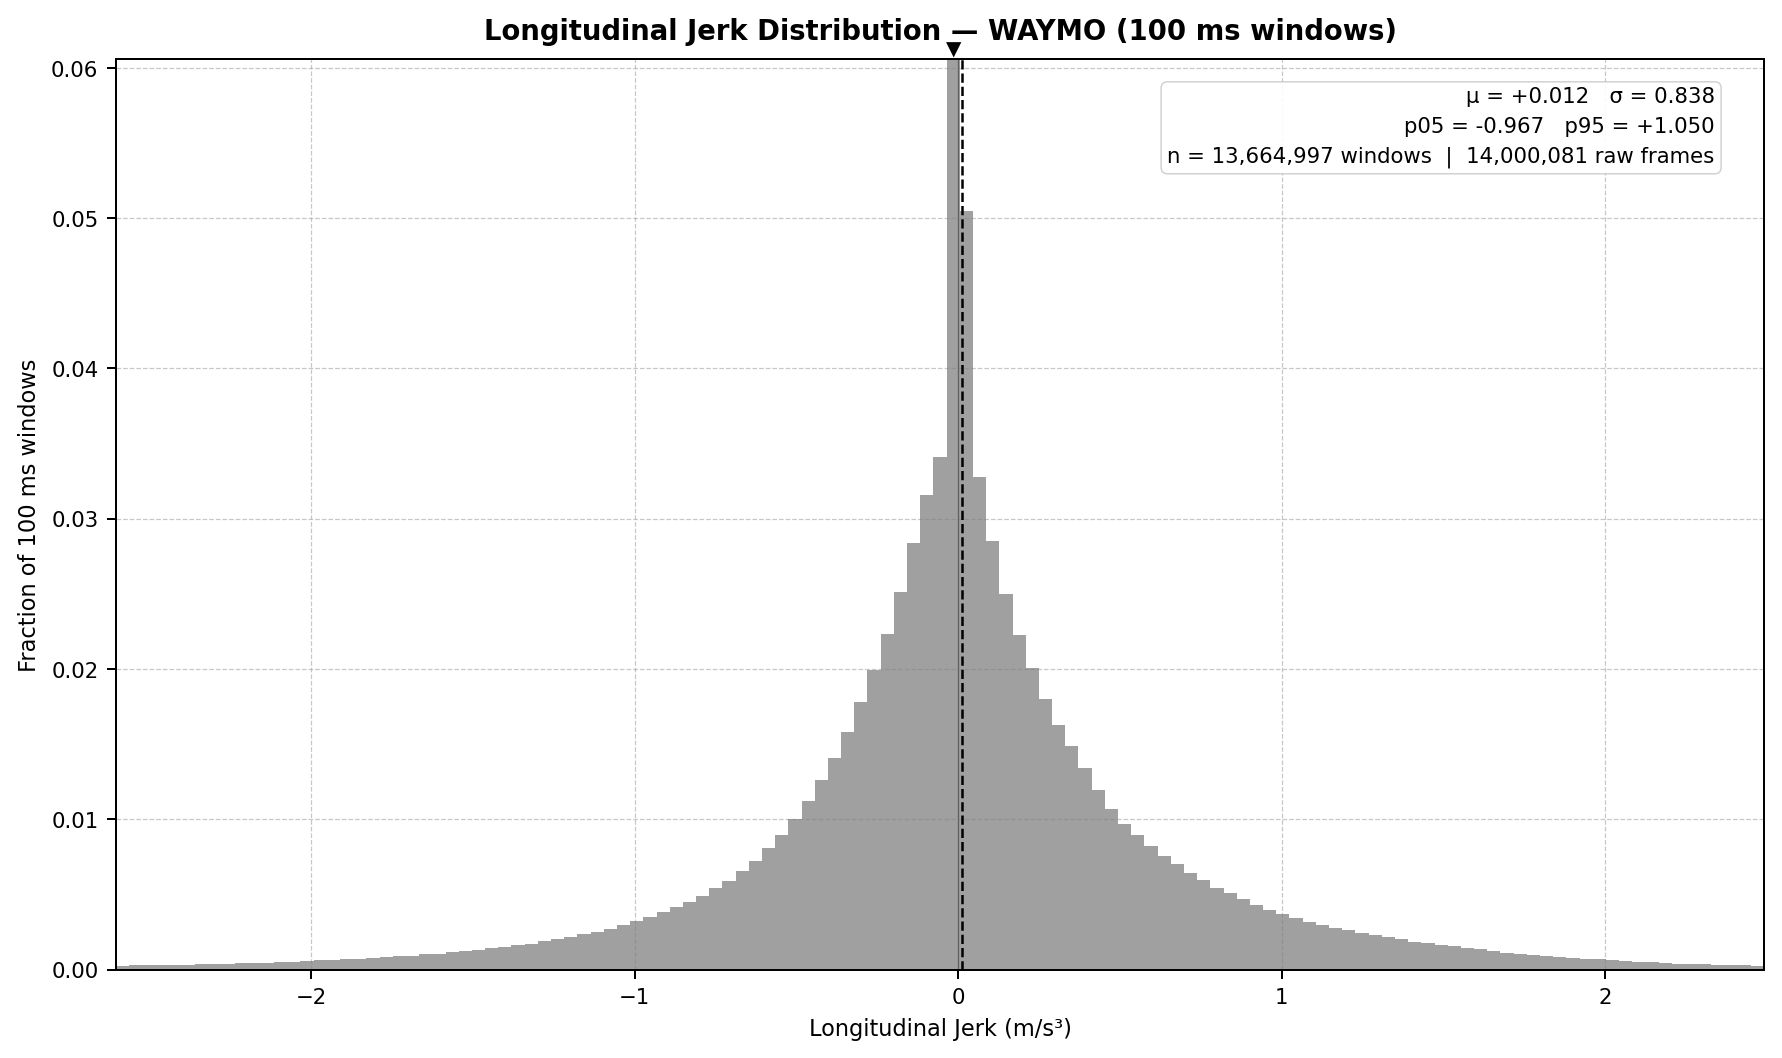 Longitudinal Jerk Distribution — WAYMO (100 ms windows)
μ = +0.012   σ = 0.838
p05 = -0.967   p95 = +1.050
n = 13,664,997 windows  |  14,000,081 raw frames
Fraction of 100 ms windows
0.06
0.05
0.04
0.03
0.02
0.01
0.00
−2
−1
0
1
2
Longitudinal Jerk (m/s³)